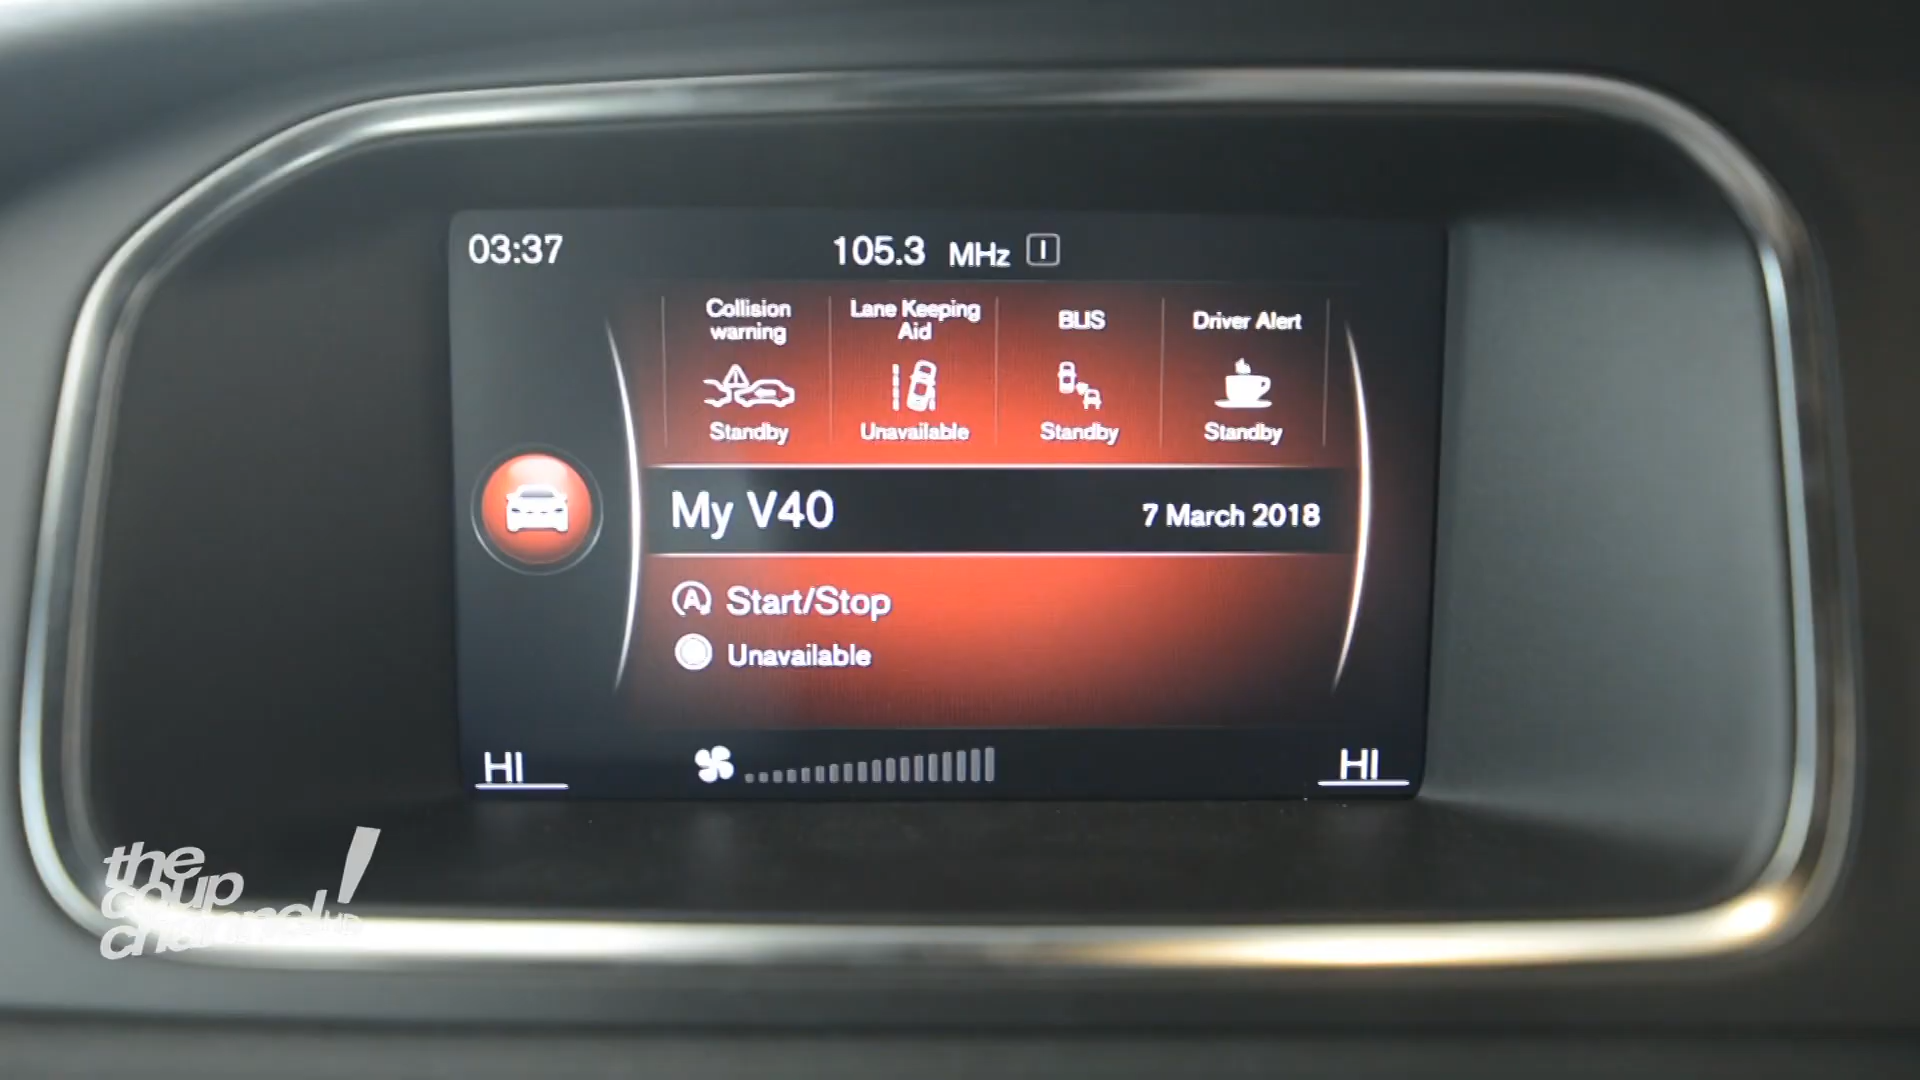 03:37
105.3 MHz I
Collision
warning
Standby
Lane Keeping
Aid
Unavailable
BLIS
Standby
Driver Alert
Standby
My V40
7 March 2018
A Start/Stop
Unavailable
HI
HI
the
coup
channel! HD